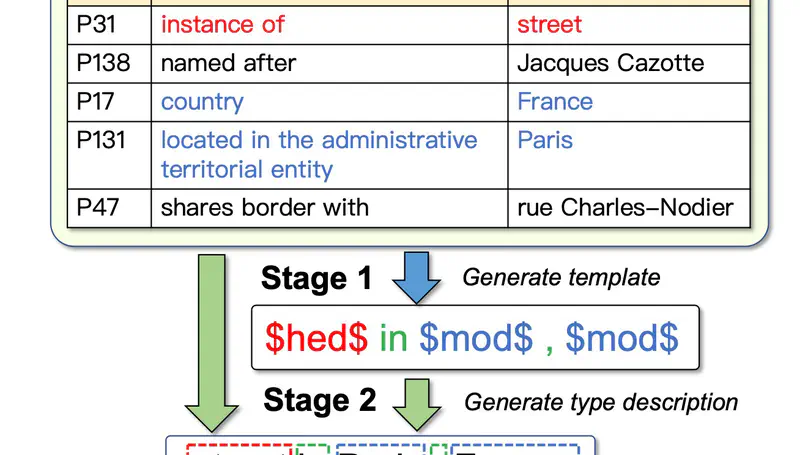 P31 instance of street
P138 named after Jacques Cazotte
P17 country France
P131 located in the administrative Paris
territorial entity
P47 shares border with rue Charles–Nodier
Stage 1 Generate template
$hed$ in $mod$ , $mod$
Stage 2 Generate type description